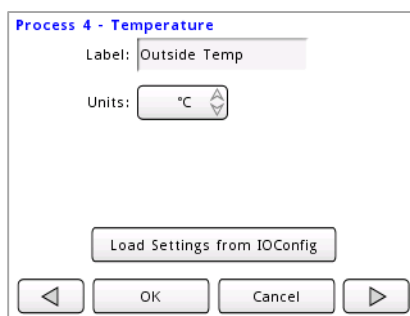 Process 4 - Temperature
Label: Outside Temp
Units: °C
Load Settings from IOConfig
OK Cancel